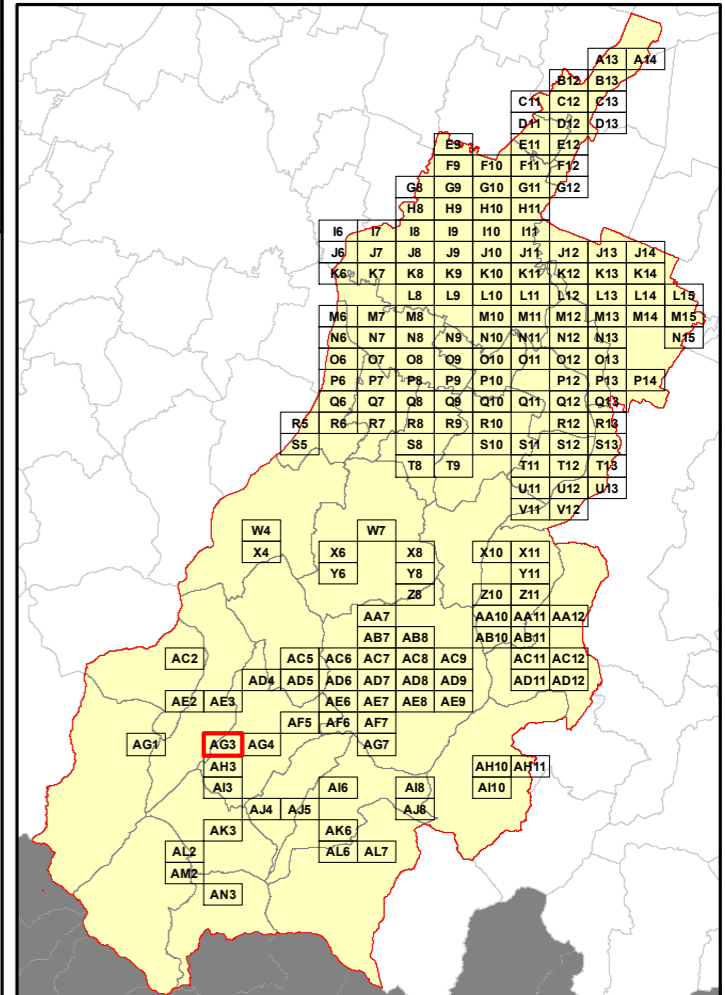 A13 A14
B12 B13
C11 C12 C13
D11 D12 D13
E9 E11 E12
F9 F10 F11 F12
G8 G9 G10 G11 G12
H8 H9 H10 H11
I6 I7 I8 I9 I10 I11
J6 J7 J8 J9 J10 J11 J12 J13 J14
K6 K7 K8 K9 K10 K11 K12 K13 K14
L8 L9 L10 L11 L12 L13 L14 L15
M6 M7 M8 M10 M11 M12 M13 M14 M15
N6 N7 N8 N9 N10 N11 N12 N13 N15
O6 O7 O8 O9 O10 O11 O12 O13
P6 P7 P8 P9 P10 P12 P13 P14
Q6 Q7 Q8 Q9 Q10 Q11 Q12 Q13
R5 R6 R7 R8 R9 R10 R12 R13
S5 S8 S10 S11 S12 S13
T8 T9 T11 T12 T13
U11 U12 U13
V11 V12
W4 W7
X4 X6 X8 X10 X11
Y6 Y8 Y11
Z8 Z10 Z11
AA7 AA10 AA11 AA12
AB7 AB8 AB10 AB11
AC2 AC5 AC6 AC7 AC8 AC9 AC11 AC12
AD4 AD5 AD6 AD7 AD8 AD9 AD11 AD12
AE2 AE3 AE6 AE7 AE8 AE9
AF5 AF6 AF7
AG1 AG3 AG4 AG7
AH3 AH10 AH11
AI3 AI6 AI8 AI10
AJ4 AJ5 AJ8
AK3 AK6
AL2 AL6 AL7
AM2
AN3